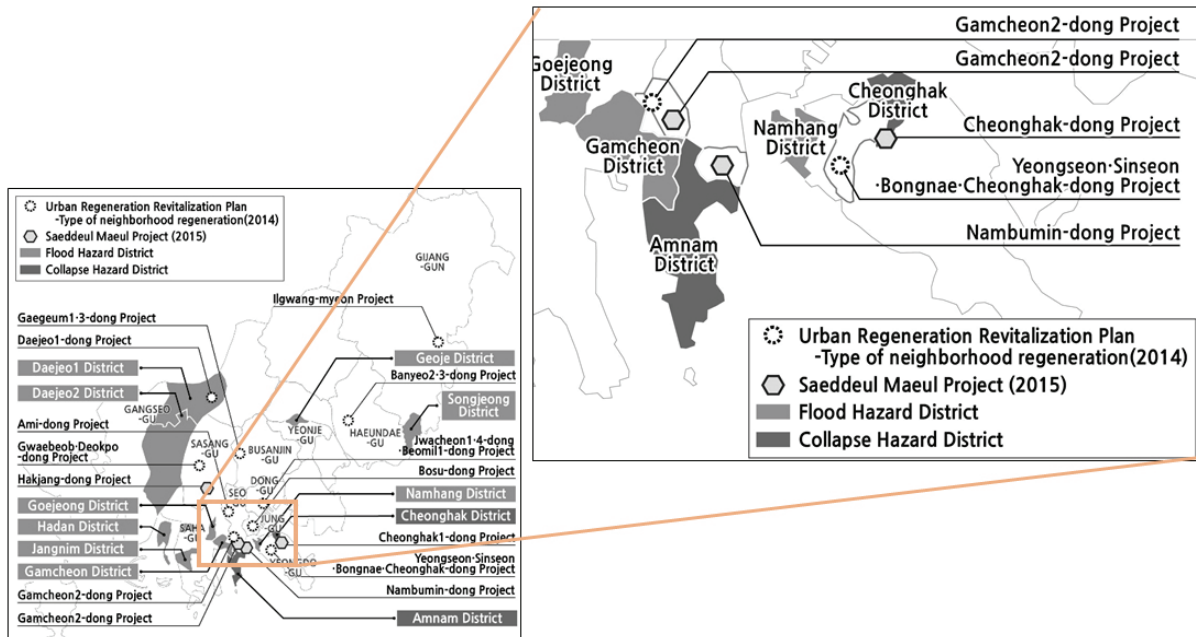 Gamcheon2-dong Project
Gamcheon2-dong Project
Goejeong
District
Cheonghak
District
Namhang
District
Cheonghak-dong Project
Gamcheon
District
Yeongseon·Sinseon
·Bongnae·Cheonghak-dong Project
Nambumin-dong Project
Amnam
District
Urban Regeneration Revitalization Plan
-Type of neighborhood regeneration(2014)
Saeddeul Maeul Project (2015)
Flood Hazard District
Collapse Hazard District
Urban Regeneration Revitalization Plan
-Type of neighborhood regeneration(2014)
Saeddeul Maeul Project (2015)
Flood Hazard District
Collapse Hazard District
GIJANG
-GUN
Ilgwang-myeon Project
Gaegeum1·3-dong Project
Daejeo1-dong Project
Daejeo1 District
Daejeo2 District
GANGSEO
-GU
Ami-dong Project
Gwaebeob·Deokpo
-dong Project
Hakjang-dong Project
Goejeong District
Hadan District
Jangnim District
Gamcheon District
Gamcheon2-dong Project
Gamcheon2-dong Project
SASANG
-GU
BUSANJIN
-GU
YEONJE
-GU
HAEUNDAE
-GU
DONG
-GU
SEO
JUNG
SAHA
-GU
YEONGDO
-GU
Geoje District
Banyeo2·3-dong Project
Songjeong
District
Jwacheon1·4-dong
·Beomil1-dong Project
Bosu-dong Project
Namhang District
Cheonghak District
Cheonghak1-dong Project
Yeongseon·Sinseon
·Bongnae·Cheonghak-dong Project
Nambumin-dong Project
Amnam District